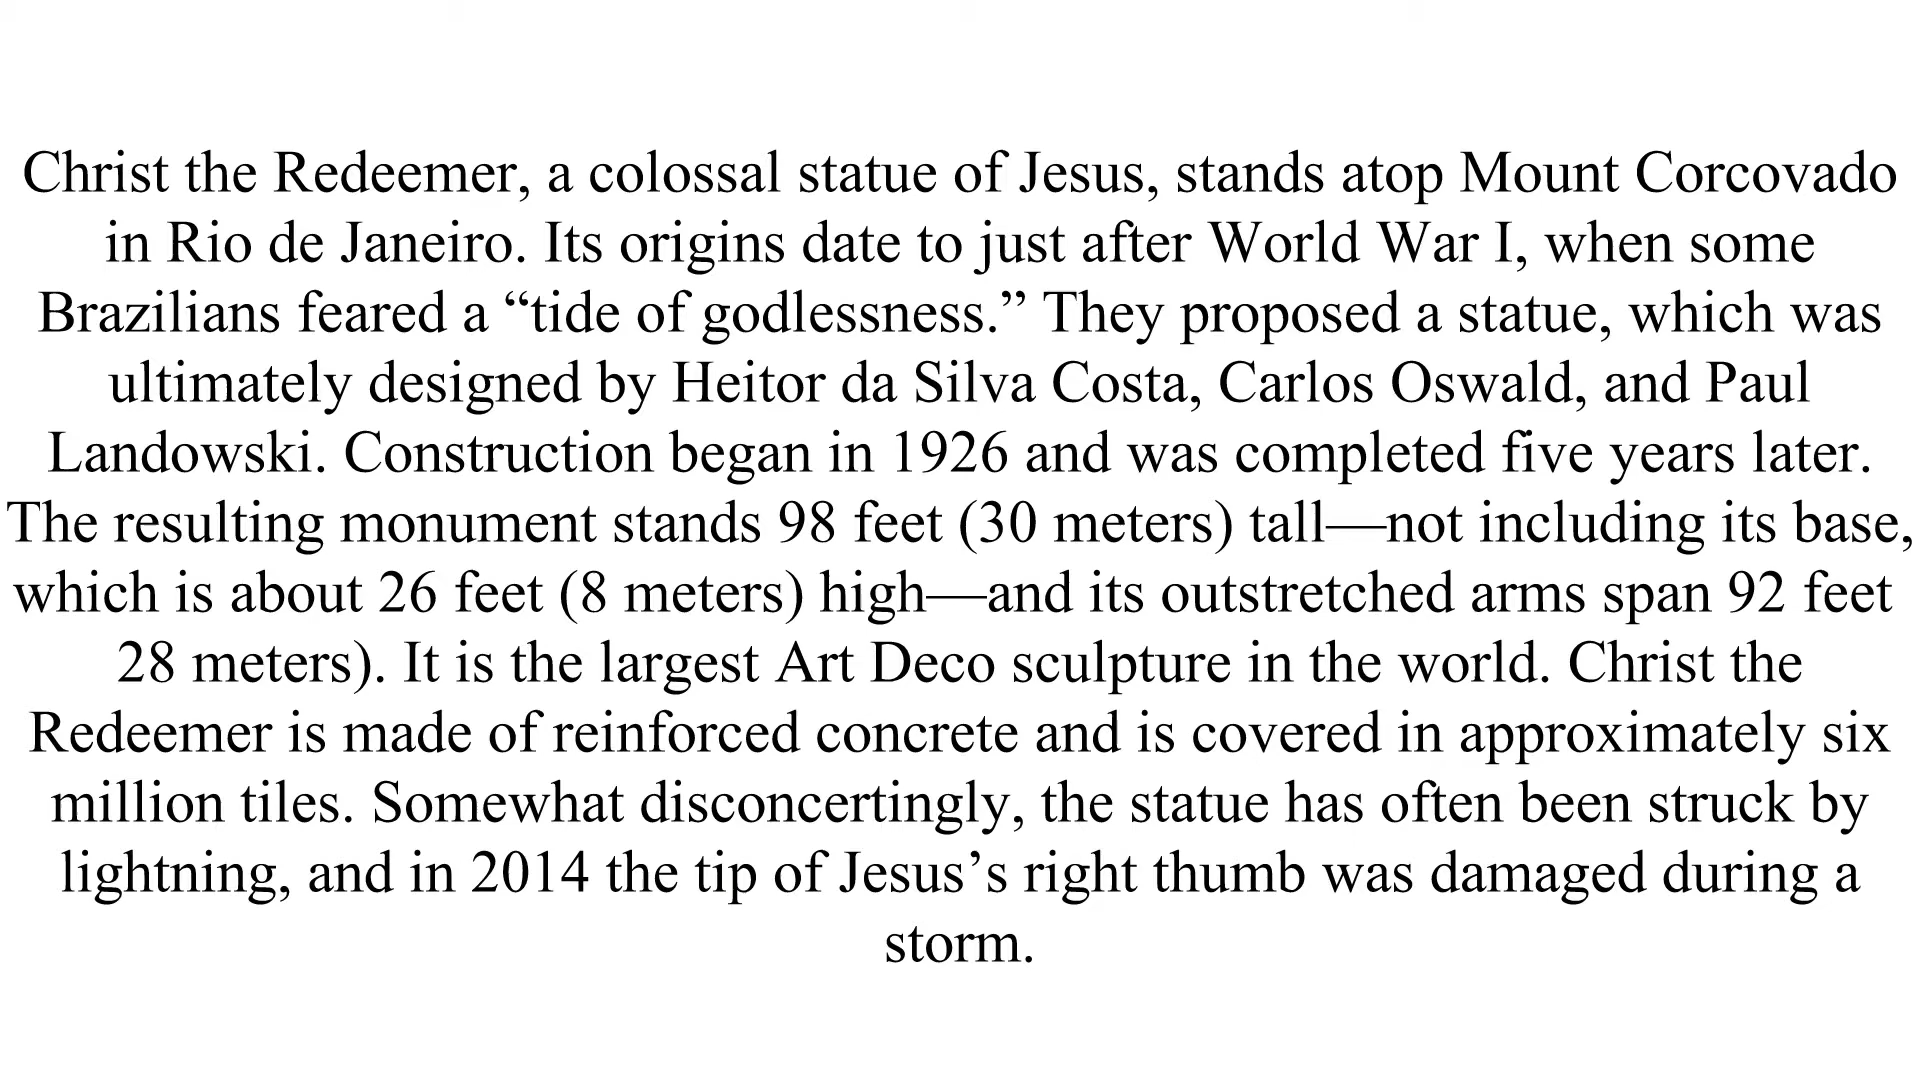 Christ the Redeemer, a colossal statue of Jesus, stands atop Mount Corcovado
in Rio de Janeiro. Its origins date to just after World War I, when some
Brazilians feared a “tide of godlessness.” They proposed a statue, which was
ultimately designed by Heitor da Silva Costa, Carlos Oswald, and Paul
Landowski. Construction began in 1926 and was completed five years later.
The resulting monument stands 98 feet (30 meters) tall—not including its base,
which is about 26 feet (8 meters) high—and its outstretched arms span 92 feet
28 meters). It is the largest Art Deco sculpture in the world. Christ the
Redeemer is made of reinforced concrete and is covered in approximately six
million tiles. Somewhat disconcertingly, the statue has often been struck by
lightning, and in 2014 the tip of Jesus’s right thumb was damaged during a
storm.